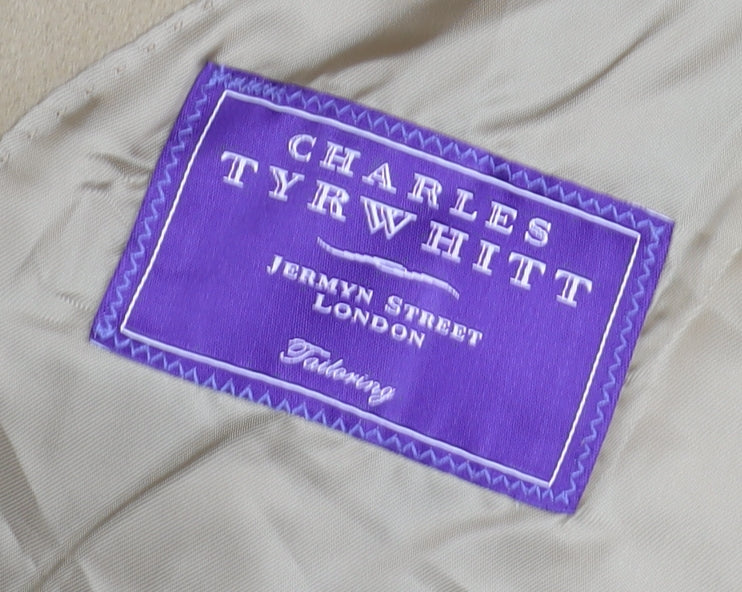 CHARLES
TYRWHITT
JERMYN STREET
LONDON
Tailoring